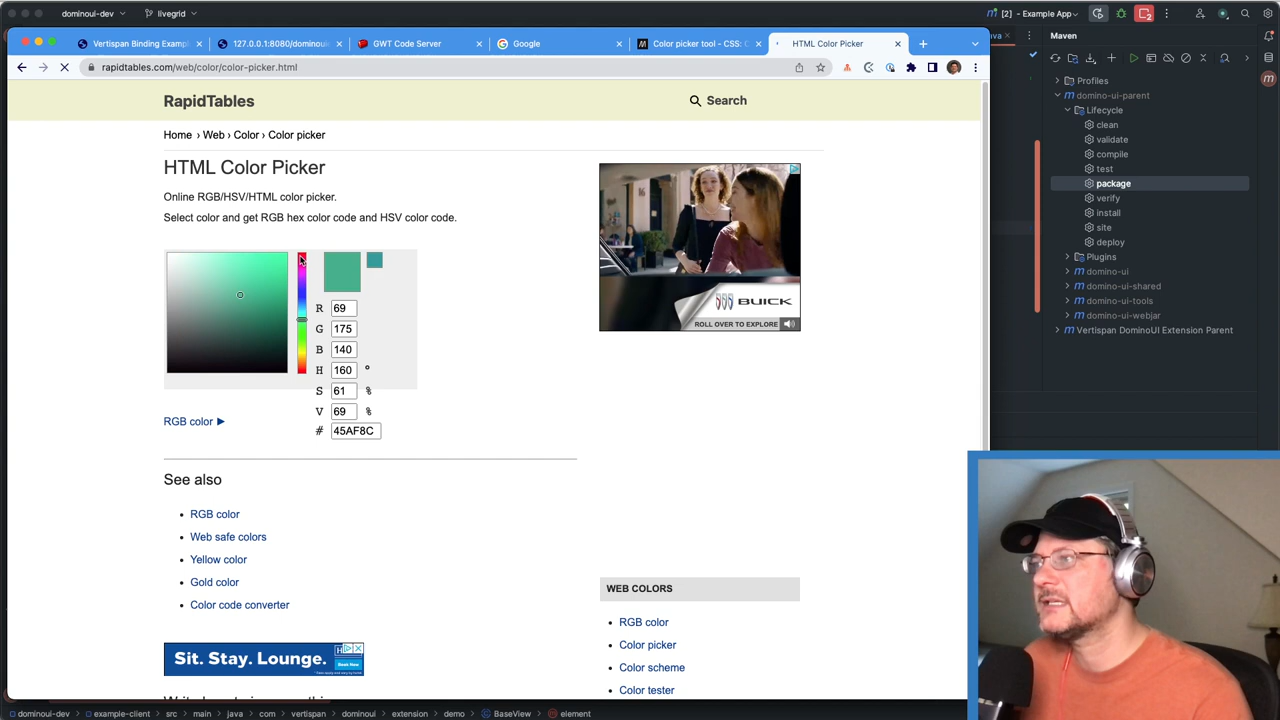 dominoui-dev
livegrid
[2] - Example App
Vertispan Binding Exampl
127.0.0.1:8080/dominoui-
GWT Code Server
Google
Color picker tool - CSS: C
HTML Color Picker
ava
Maven
rapidtables.com/web/color/color-picker.html
RapidTables
Search
Home › Web › Color › Color picker
HTML Color Picker
Online RGB/HSV/HTML color picker.
Select color and get RGB hex color code and HSV color code.
R 69
G 175
B 140
H 160 °
S 61 %
V 69 %
# 45AF8C
RGB color ►
BUICK
ROLL OVER TO EXPLORE
See also
RGB color
Web safe colors
Yellow color
Gold color
Color code converter
Sit. Stay. Lounge.
Book Now
WEB COLORS
RGB color
Color picker
Color scheme
Color tester
Profiles
domino-ui-parent
Lifecycle
clean
validate
compile
test
package
verify
install
site
deploy
Plugins
domino-ui
domino-ui-shared
domino-ui-tools
domino-ui-webjar
Vertispan DominoUI Extension Parent
dominoui-dev › example-client › src › main › java › com › vertispan › dominoui › extension › demo › BaseView › element